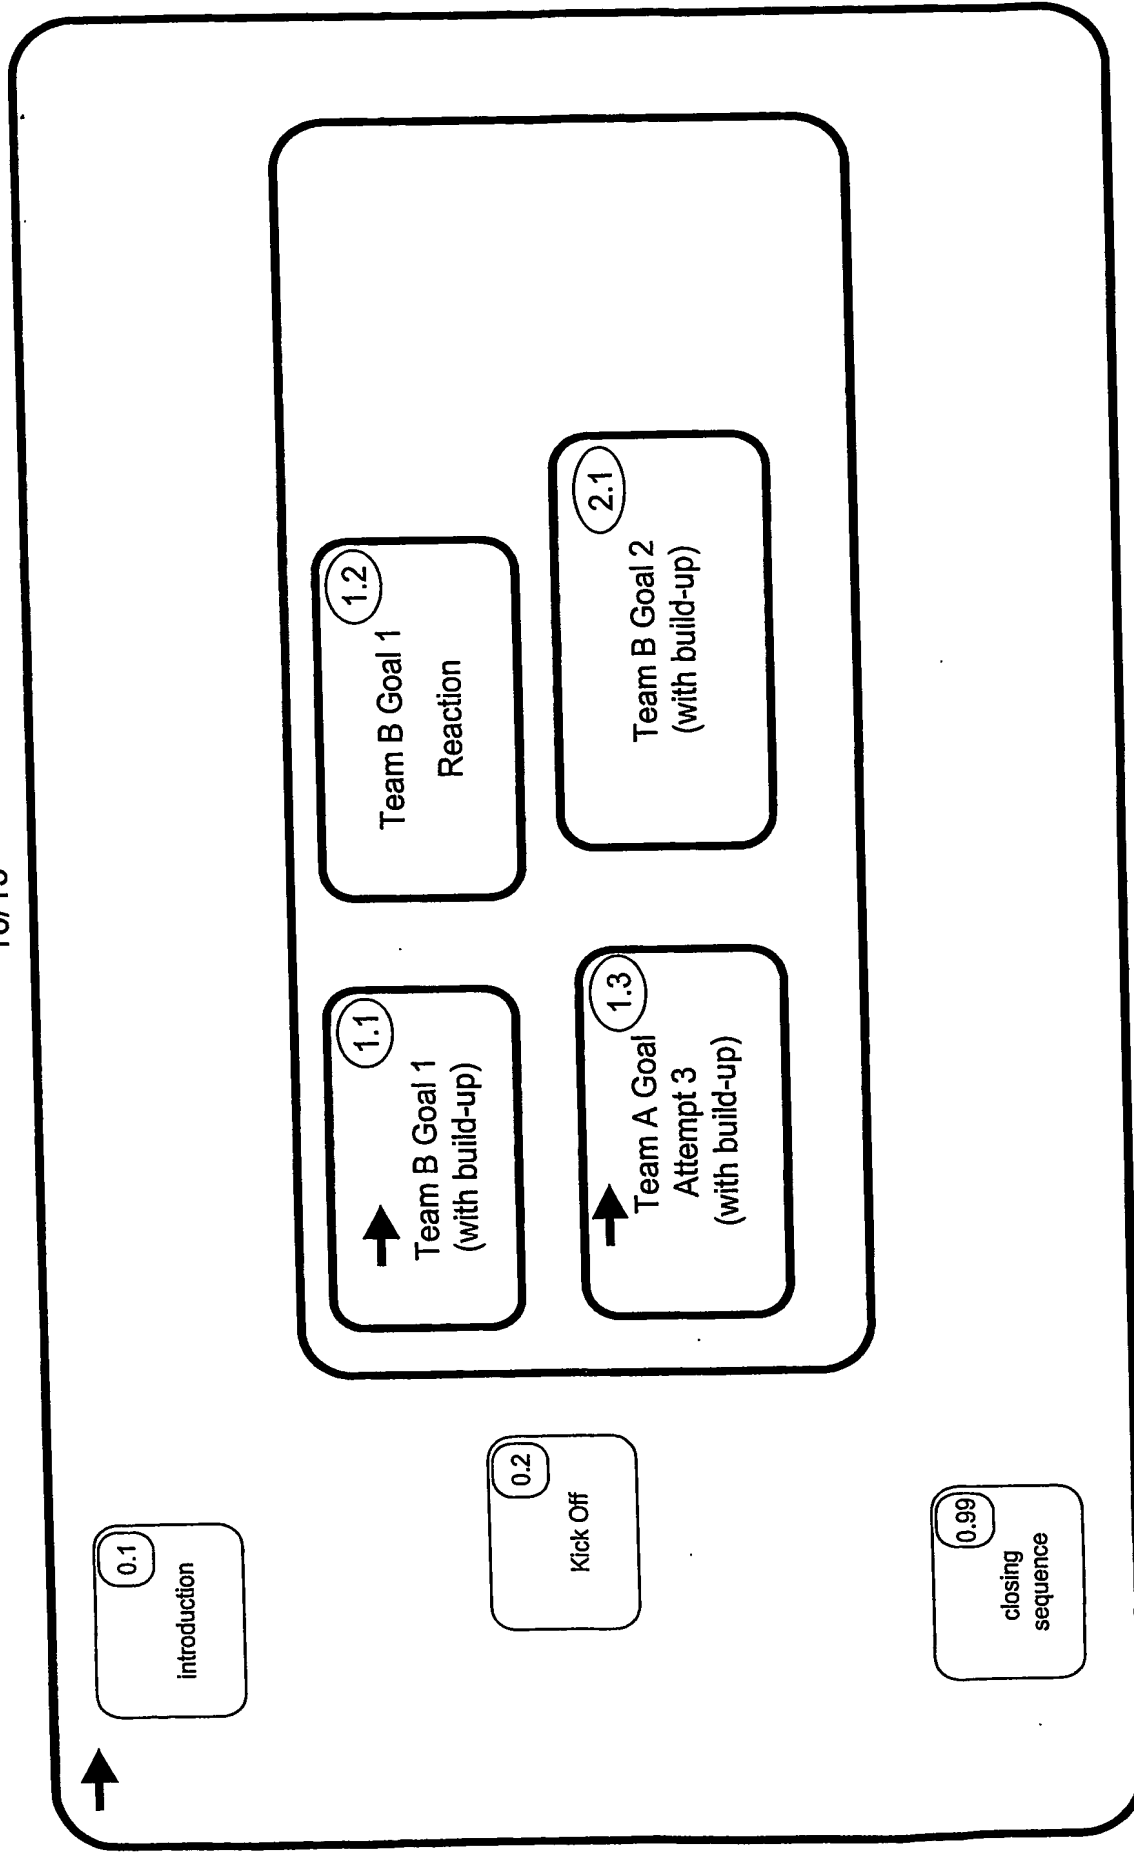 0.1
introduction
0.2
Kick Off
0.99
closing
sequence
1.1
Team B Goal 1
(with build-up)
1.2
Team B Goal 1
Reaction
1.3
Team A Goal
Attempt 3
(with build-up)
2.1
Team B Goal 2
(with build-up)